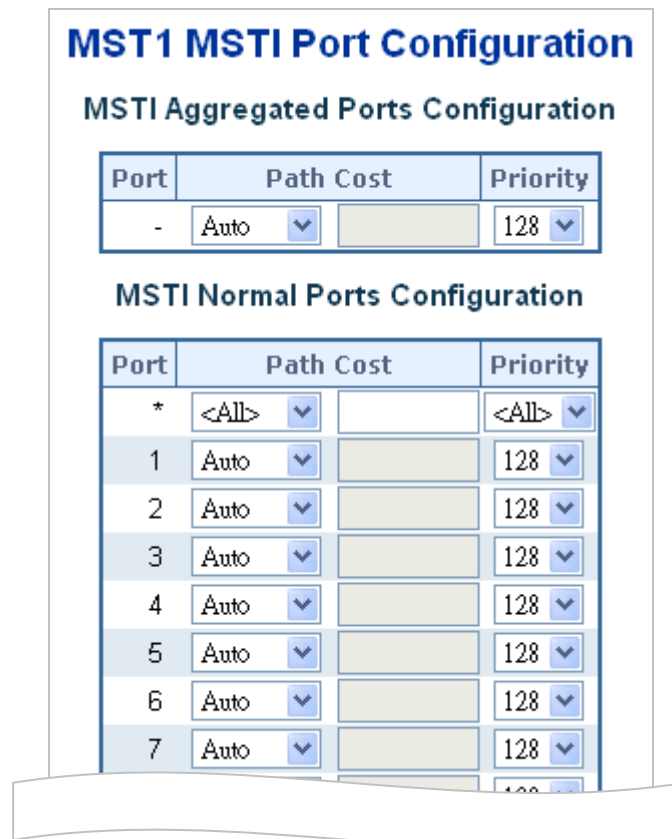 MST1 MSTI Port Configuration
MSTI Aggregated Ports Configuration
Port Path Cost Priority
- Auto 128
MSTI Normal Ports Configuration
Port Path Cost Priority
* <All> <All>
1 Auto 128
2 Auto 128
3 Auto 128
4 Auto 128
5 Auto 128
6 Auto 128
7 Auto 128